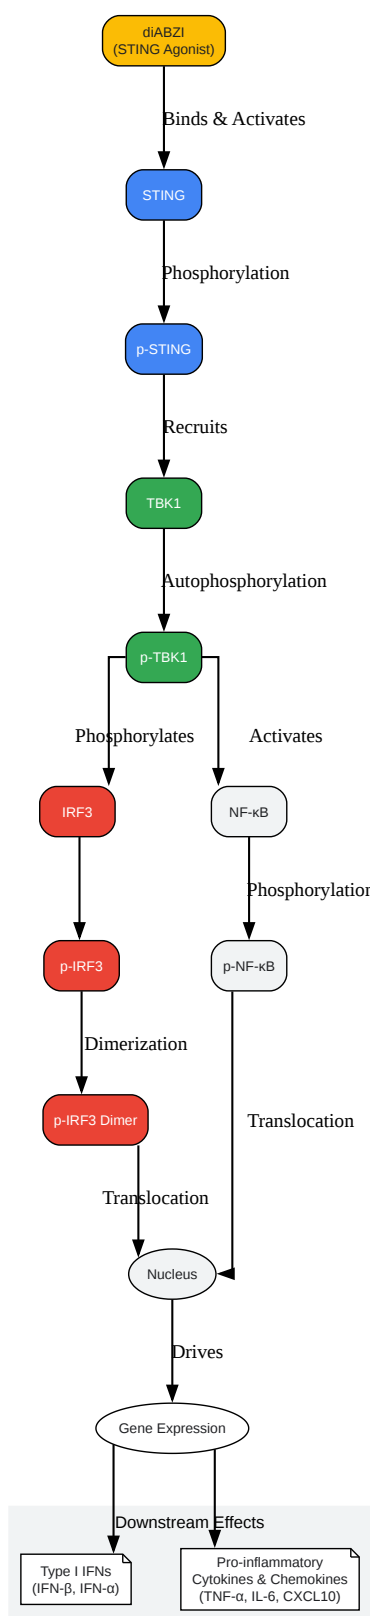 diABZI
(STING Agonist)
Binds & Activates
STING
Phosphorylation
p-STING
Recruits
TBK1
Autophosphorylation
p-TBK1
Phosphorylates
Activates
IRF3
NF-κB
Phosphorylation
p-IRF3
p-NF-κB
Dimerization
p-IRF3 Dimer
Translocation
Translocation
Nucleus
Drives
Gene Expression
Downstream Effects
Type I IFNs
(IFN-β, IFN-α)
Pro-inflammatory
Cytokines & Chemokines
(TNF-α, IL-6, CXCL10)